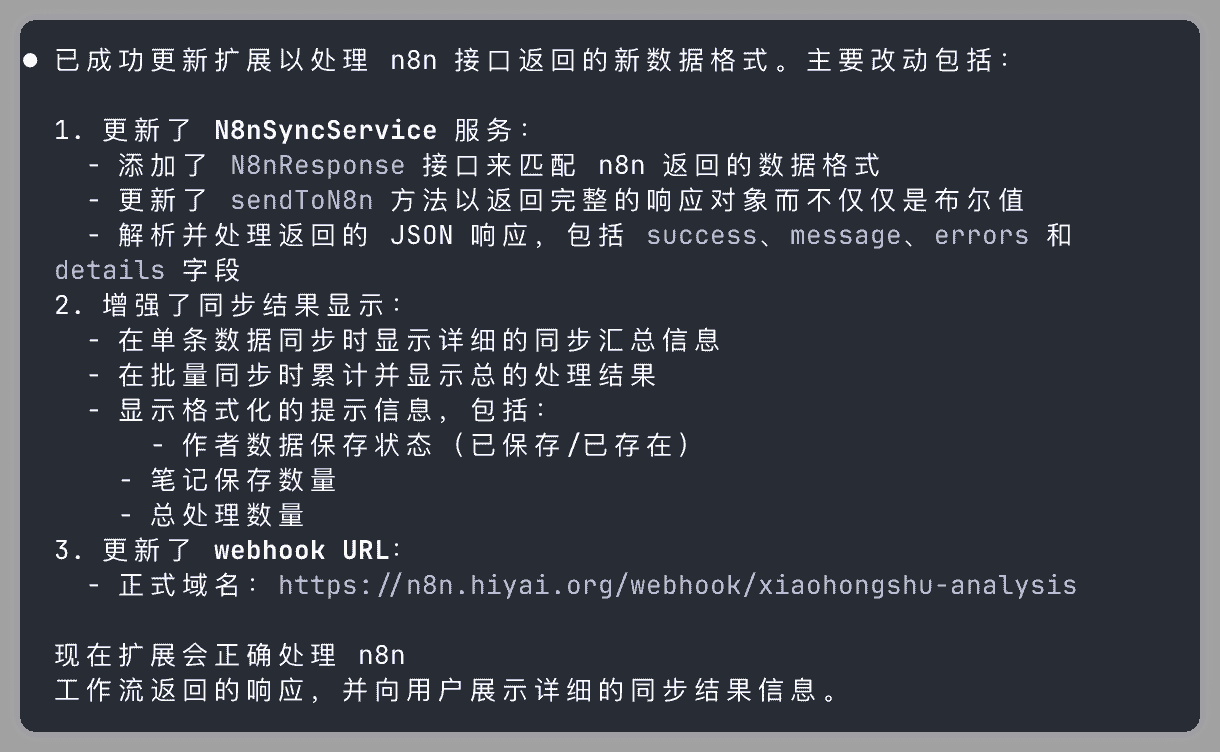 ● 已成功更新扩展以处理 n8n 接口返回的新数据格式。主要改动包括：
1. 更新了 N8nSyncService 服务：
- 添加了 N8nResponse 接口来匹配 n8n 返回的数据格式
- 更新了 sendToN8n 方法以返回完整的响应对象而不仅仅是布尔值
- 解析并处理返回的 JSON 响应，包括 success、message、errors 和
details 字段
2. 增强了同步结果显示：
- 在单条数据同步时显示详细的同步汇总信息
- 在批量同步时累计并显示总的处理结果
- 显示格式化的提示信息，包括：
- 作者数据保存状态（已保存/已存在）
- 笔记保存数量
- 总处理数量
3. 更新了 webhook URL：
- 正式域名：https://n8n.hiyai.org/webhook/xiaohongshu-analysis
现在扩展会正确处理 n8n
工作流返回的响应，并向用户展示详细的同步结果信息。